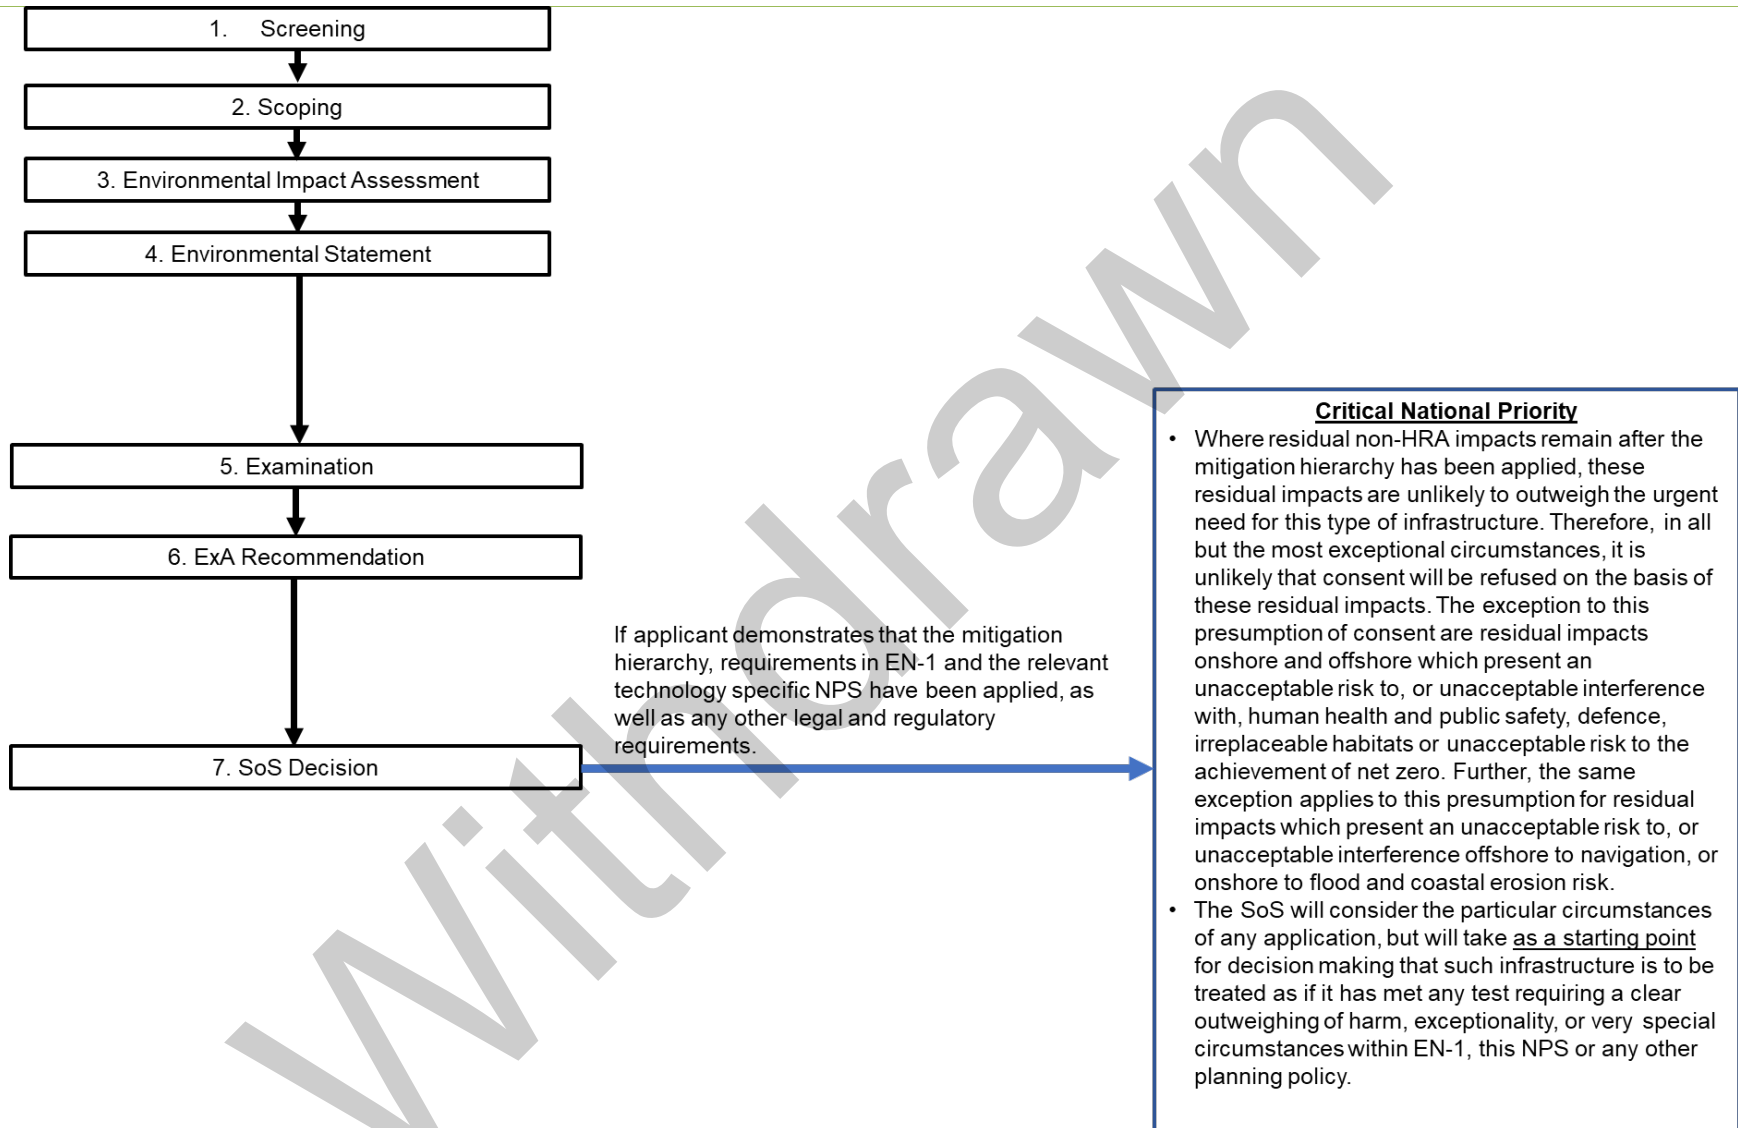 1. Screening
2. Scoping
3. Environmental Impact Assessment
4. Environmental Statement
5. Examination
6. ExA Recommendation
7. SoS Decision
If applicant demonstrates that the mitigation
hierarchy, requirements in EN-1 and the relevant
technology specific NPS have been applied, as
well as any other legal and regulatory
requirements.
Critical National Priority
• Where residual non-HRA impacts remain after the
mitigation hierarchy has been applied, these
residual impacts are unlikely to outweigh the urgent
need for this type of infrastructure. Therefore, in all
but the most exceptional circumstances, it is
unlikely that consent will be refused on the basis of
these residual impacts. The exception to this
presumption of consent are residual impacts
onshore and offshore which present an
unacceptable risk to, or unacceptable interference
with, human health and public safety, defence,
irreplaceable habitats or unacceptable risk to the
achievement of net zero. Further, the same
exception applies to this presumption for residual
impacts which present an unacceptable risk to, or
unacceptable interference offshore to navigation, or
onshore to flood and coastal erosion risk.
• The SoS will consider the particular circumstances
of any application, but will take as a starting point
for decision making that such infrastructure is to be
treated as if it has met any test requiring a clear
outweighing of harm, exceptionality, or very special
circumstances within EN-1, this NPS or any other
planning policy.
Withdrawn